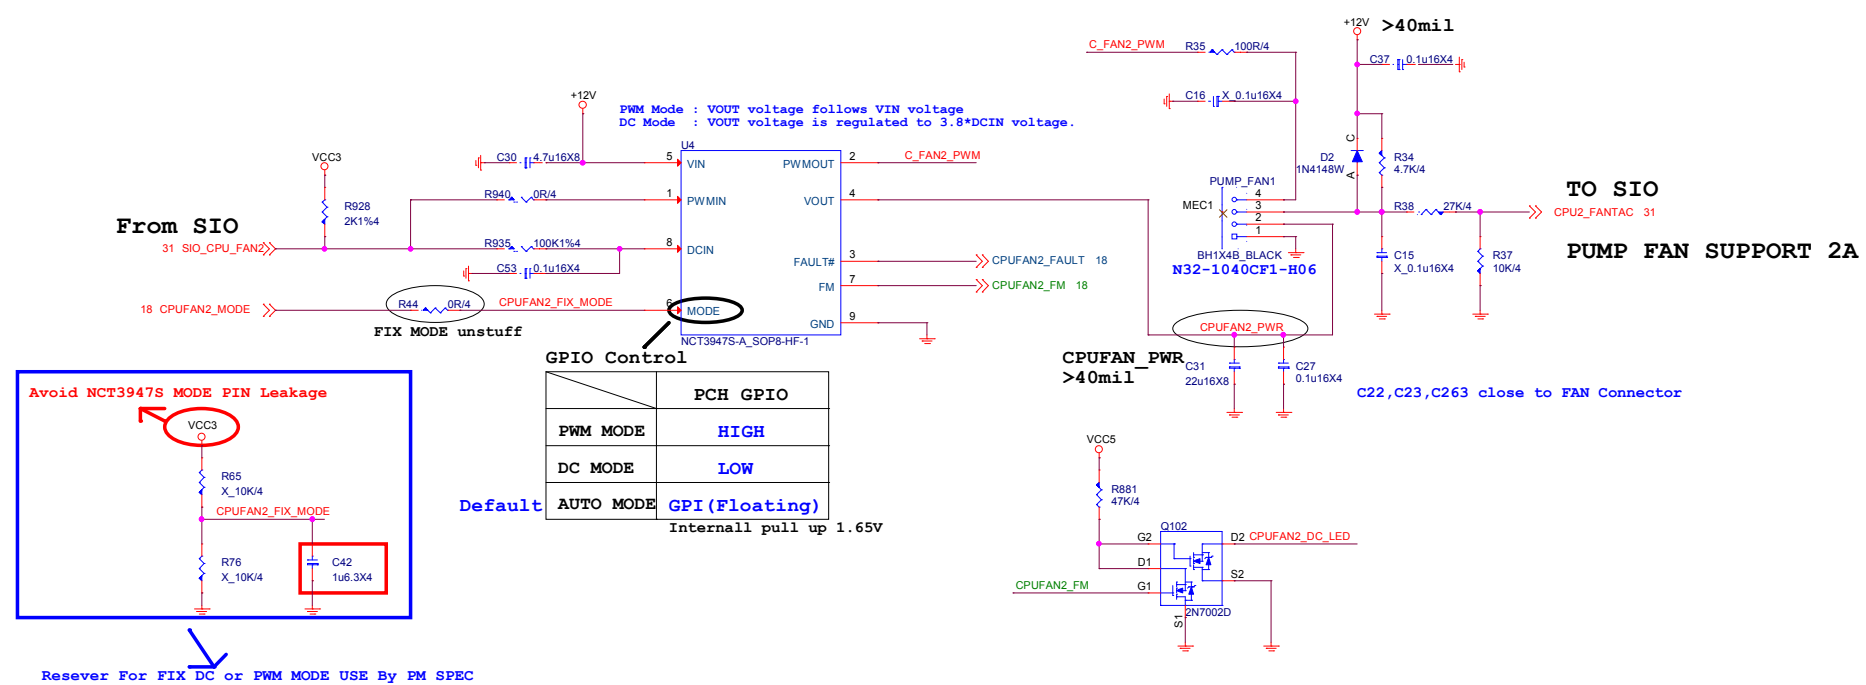 +12V
>40mil
C_FAN2_PWM
R35
100R/4
C37
0.1u16X4
C16
X_0.1u16X4
+12V
PWM Mode : VOUT voltage follows VIN voltage
DC Mode : VOUT voltage is regulated to 3.8*DCIN voltage.
U4
C30
4.7u16X8
5
VIN
PWMOUT
2
C_FAN2_PWM
VCC3
R940
0R/4
1
PWMIN
VOUT
4
R928
2K1%4
From SIO
31 SIO_CPU_FAN2
R935
100K1%4
8
DCIN
C53
0.1u16X4
FAULT#
3
CPUFAN2_FAULT 18
FM
7
CPUFAN2_FM 18
18 CPUFAN2_MODE
R44
0R/4
CPUFAN2_FIX_MODE
6
MODE
GND
9
FIX MODE unstuff
NCT3947S-A_SOP8-HF-1
D2
1N4148W
C
A
R34
4.7K/4
PUMP_FAN1
MEC1
4
3
2
1
BH1X4B_BLACK
N32-1040CF1-H06
R38
27K/4
TO SIO
CPU2_FANTAC 31
C15
X_0.1u16X4
R37
10K/4
PUMP FAN SUPPORT 2A
CPUFAN2_PWR
CPUFAN_PWR
>40mil
C31
22u16X8
C27
0.1u16X4
C22,C23,C263 close to FAN Connector
GPIO Control
PCH GPIO
PWM MODE HIGH
DC MODE LOW
Default AUTO MODE GPI(Floating)
Internall pull up 1.65V
Avoid NCT3947S MODE PIN Leakage
VCC3
R65
X_10K/4
CPUFAN2_FIX_MODE
R76
X_10K/4
C42
1u6.3X4
Resever For FIX DC or PWM MODE USE By PM SPEC
VCC5
R881
47K/4
Q102
G2
D2
CPUFAN2_DC_LED
D1
S2
CPUFAN2_FM
G1
2N7002D
S1